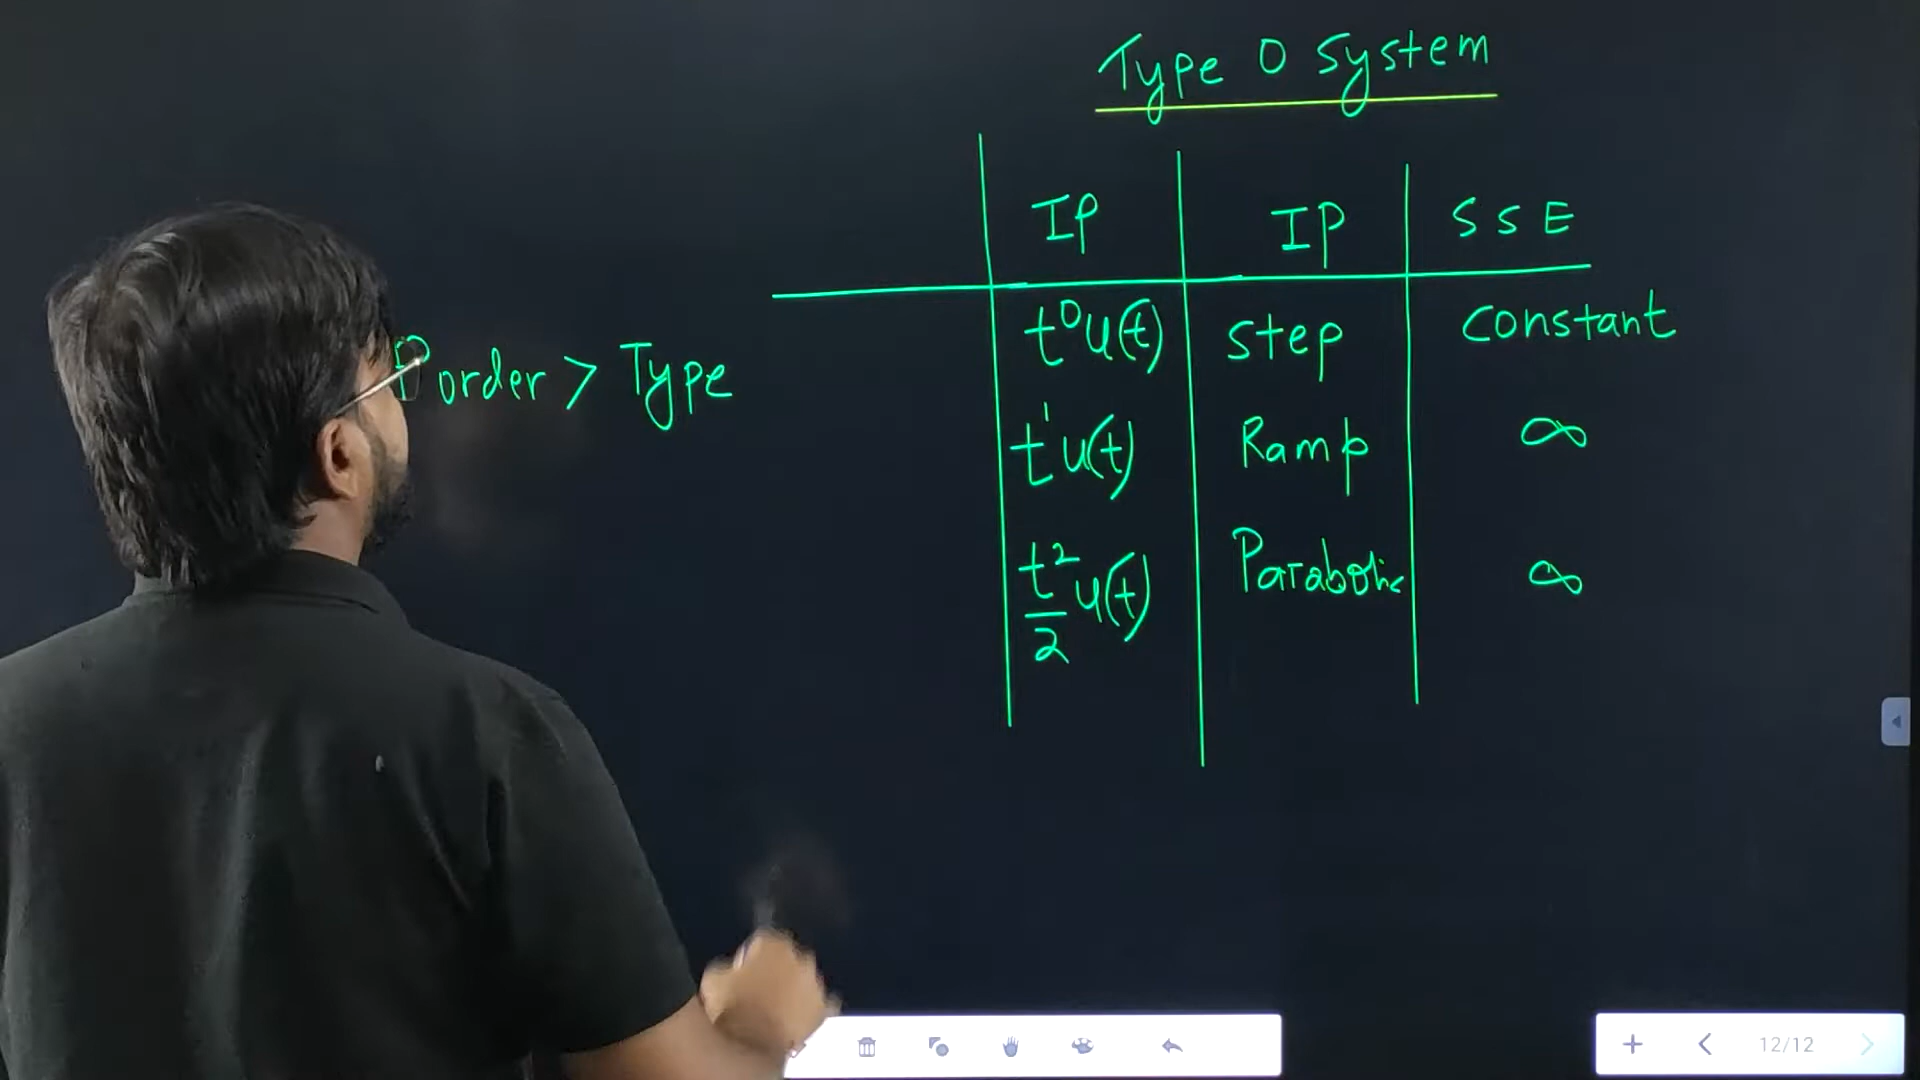 Type 0 system
IP IP SSE
t⁰u(t) step constant
order > Type
t¹u(t) Ramp ∞
t²/2 u(t) Parabolic ∞
12/12